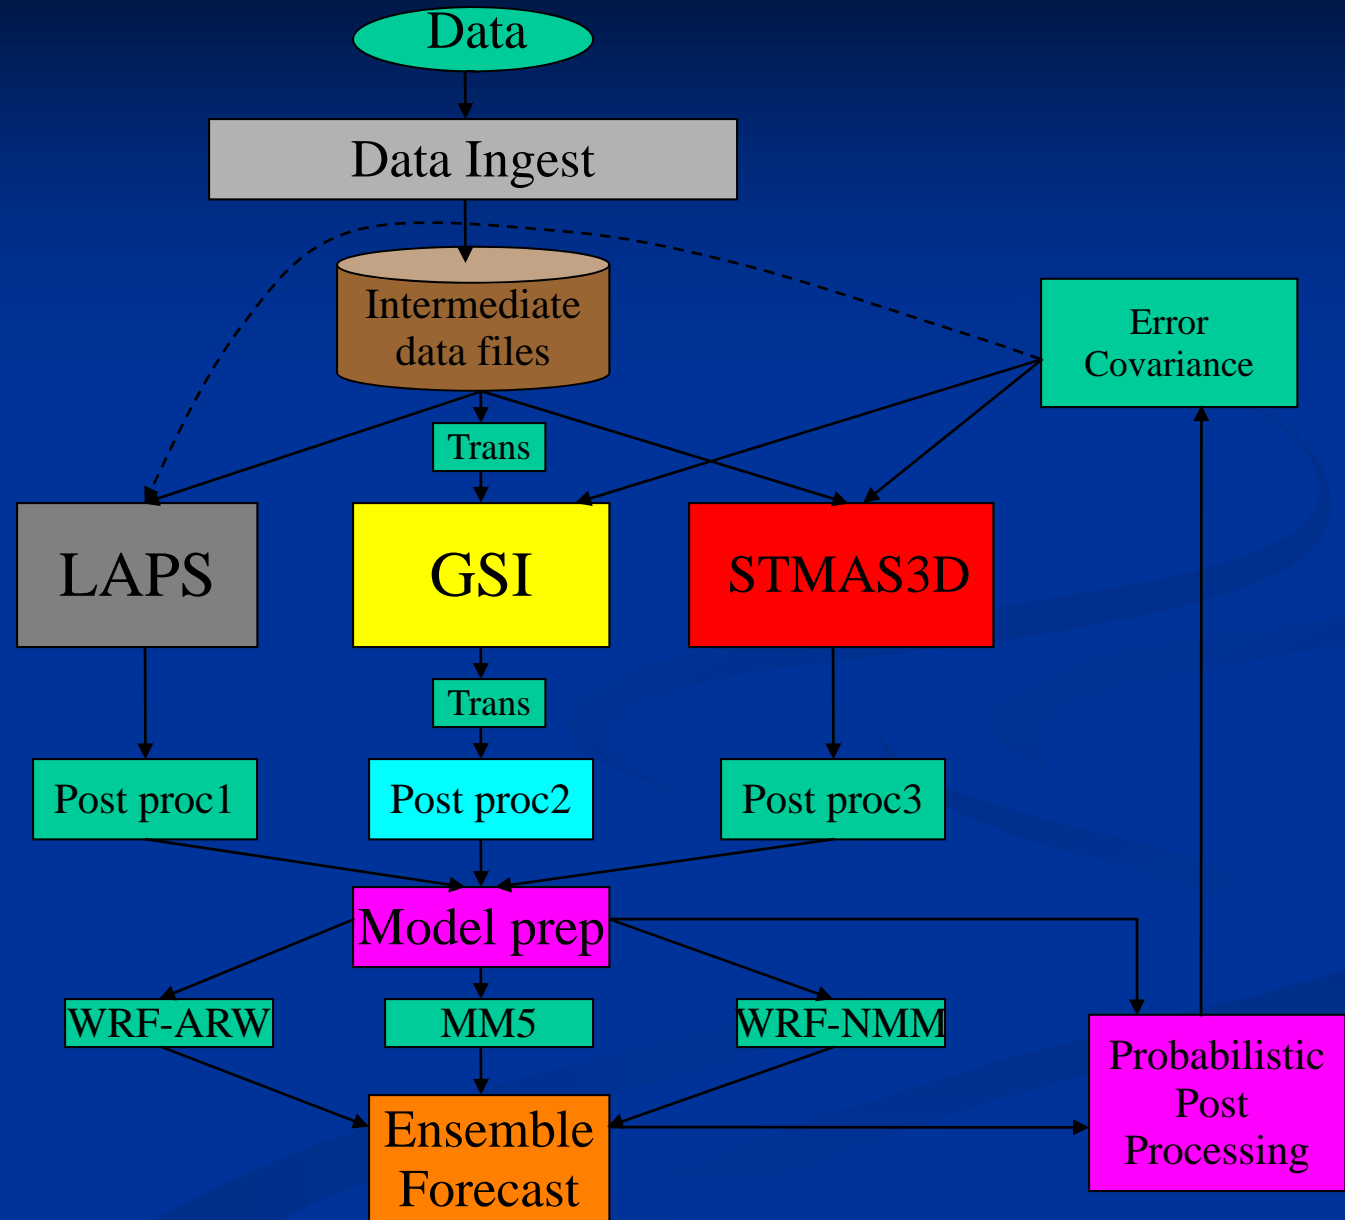 Data
Data Ingest
Intermediate
data files
Error
Covariance
Trans
LAPS
GSI
STMAS3D
Trans
Post proc1
Post proc2
Post proc3
Model prep
WRF-ARW
MM5
WRF-NMM
Probabilistic
Post
Processing
Ensemble
Forecast